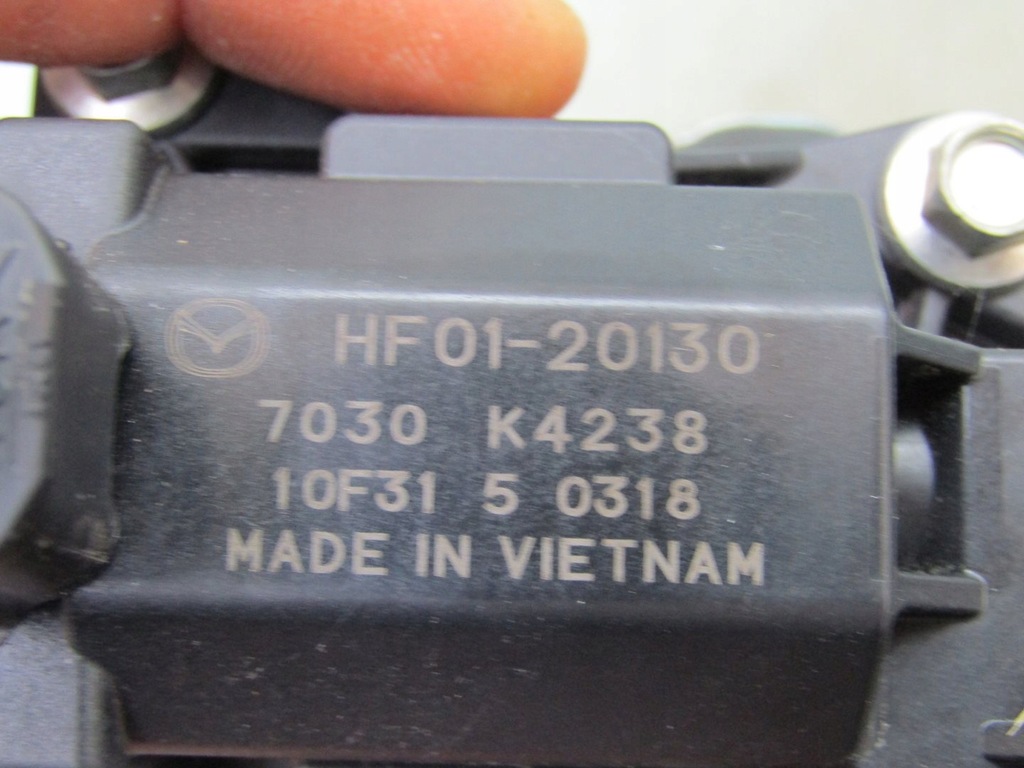 HF01-20130
7030 K4238
10F31 5 0318
MADE IN VIETNAM